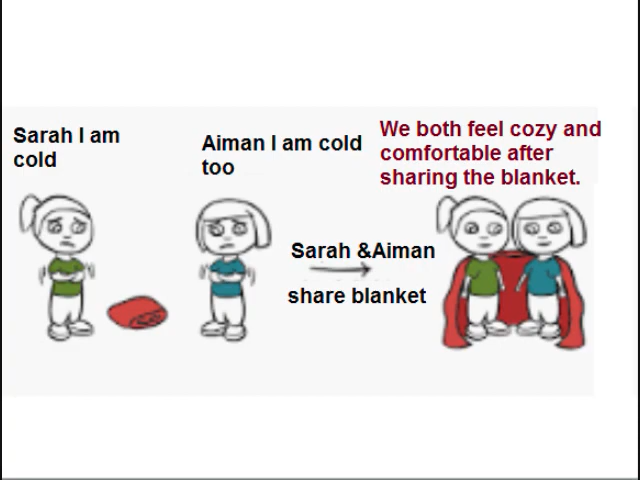 Sarah I am
cold
Aiman I am cold
too
We both feel cozy and
comfortable after
sharing the blanket.
Sarah &Aiman
share blanket